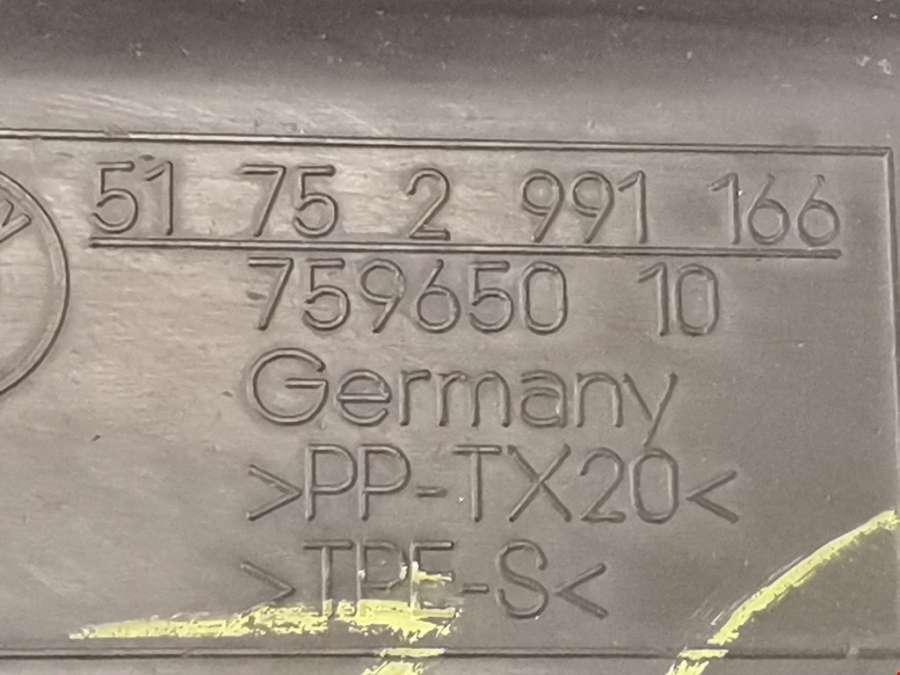 51 75 2 991 166
759650 10
Germany
>PP-TX20<
>TPE-S<